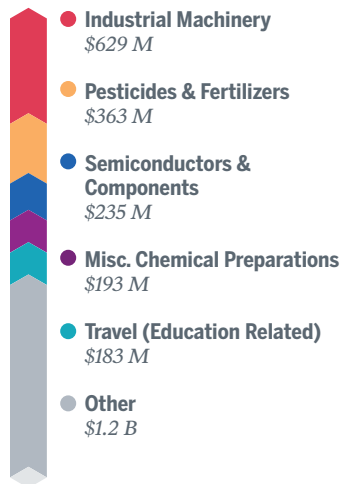 Industrial Machinery
$629 M
Pesticides & Fertilizers
$363 M
Semiconductors &
Components
$235 M
Misc. Chemical Preparations
$193 M
Travel (Education Related)
$183 M
Other
$1.2 B